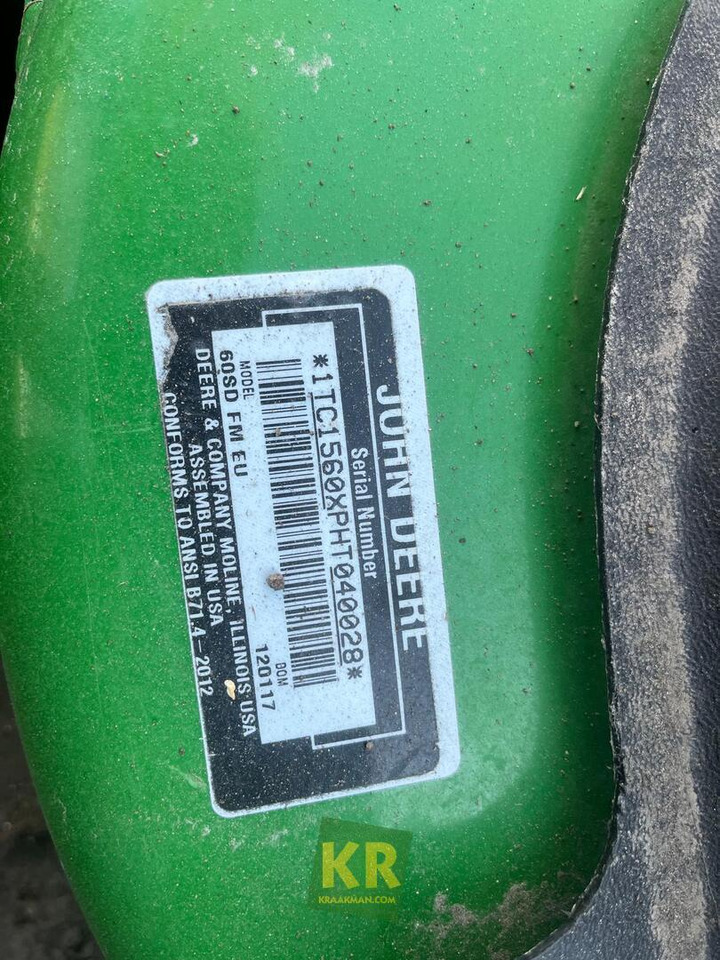 JOHN DEERE
Serial Number
*1TC1560XPHT040028*
MODEL
BOM
60SD FM EU
120117
DEERE & COMPANY MOLINE, ILLINOIS USA
ASSEMBLED IN USA
CONFORMS TO ANSI B71.4-2012
KR
KRAAKMAN.COM